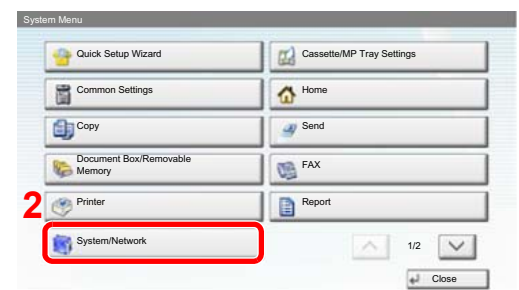 System Menu
Quick Setup Wizard
Cassette/MP Tray Settings
Common Settings
Home
Copy
Send
Document Box/Removable
Memory
FAX
2
Printer
Report
System/Network
1/2
Close